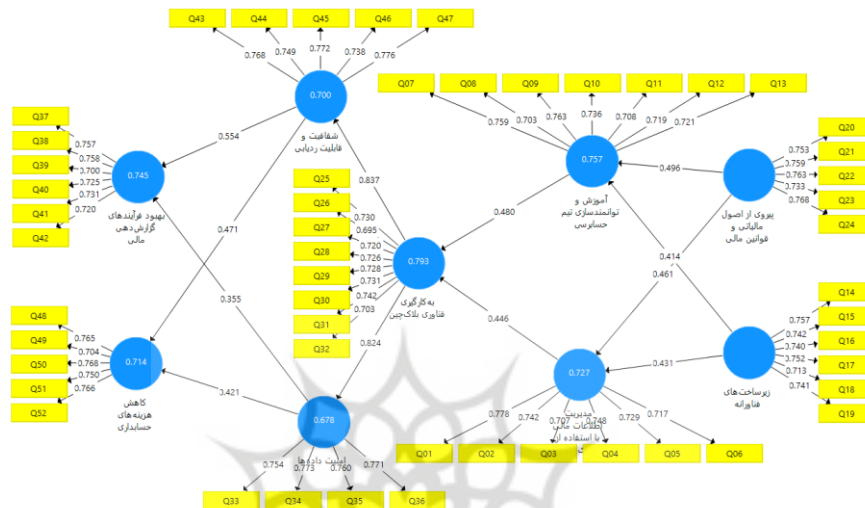 Q43
Q44
Q45
Q46
Q47
0.768
0.749
0.772
0.738
0.776
0.700
شفافیت و
قابلیت ردیابی
Q07
Q08
Q09
Q10
Q11
Q12
Q13
0.759
0.703
0.763
0.736
0.708
0.719
0.721
0.757
آموزش و
توانمندسازی تیم
حسابرسی
Q20
Q21
Q22
Q23
Q24
0.753
0.759
0.763
0.733
0.768
پیروی از اصول
مالیاتی و
قوانین مالی
0.496
0.414
0.461
Q37
Q38
Q39
Q40
Q41
Q42
0.757
0.758
0.700
0.725
0.731
0.720
0.745
بهبود فرآیندهای
گزارش‌دهی
مالی
0.554
0.471
0.355
0.837
0.480
Q25
Q26
Q27
Q28
Q29
Q30
Q31
Q32
0.730
0.695
0.720
0.726
0.728
0.731
0.742
0.703
0.793
به‌کارگیری
فناوری بلاکچین
0.446
0.824
Q14
Q15
Q16
Q17
Q18
Q19
0.757
0.742
0.740
0.752
0.713
0.741
زیرساخت‌های
فناورانه
0.431
Q48
Q49
Q50
Q51
Q52
0.765
0.704
0.768
0.750
0.766
0.714
کاهش
هزینه‌های
حسابداری
0.421
0.678
امنیت داده‌ها
0.754
0.773
0.760
0.771
Q33
Q34
Q35
Q36
0.727
مدیریت
اطلاعات مالی
با استفاده از
0.778
0.742
0.707
0.748
0.729
0.717
Q01
Q02
Q03
Q04
Q05
Q06